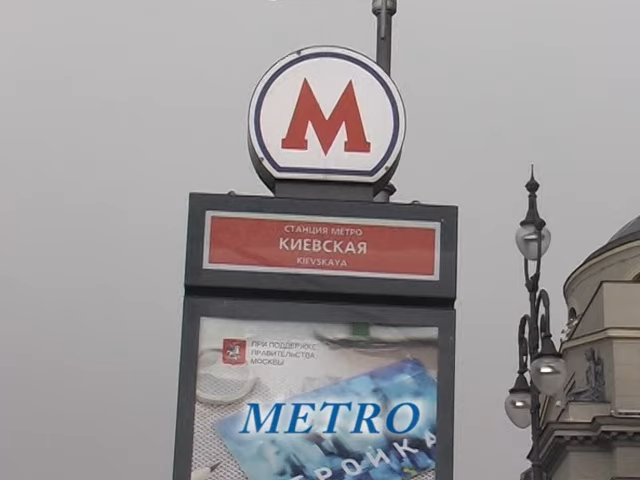 М
СТАНЦИЯ МЕТРО
КИЕВСКАЯ
KIEVSKAYA
ПРИ ПОДДЕРЖКЕ
ПРАВИТЕЛЬСТВА
МОСКВЫ
METRO
ТРОЙКА